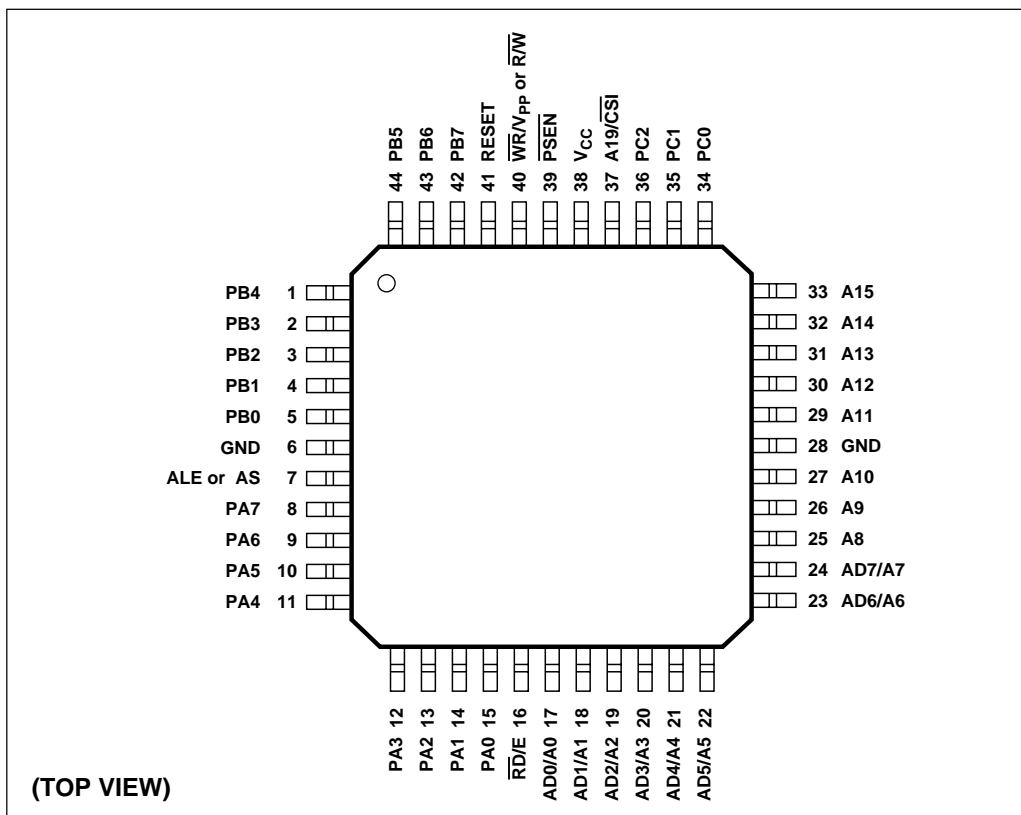 44 PB5
43 PB6
42 PB7
41 RESET
40 W̅R̅/VPP or R̅/̅W̅
39 P̅S̅E̅N̅
38 VCC
37 A19/C̅S̅I̅
36 PC2
35 PC1
34 PC0
PB4 1
PB3 2
PB2 3
PB1 4
PB0 5
GND 6
ALE or AS 7
PA7 8
PA6 9
PA5 10
PA4 11
33 A15
32 A14
31 A13
30 A12
29 A11
28 GND
27 A10
26 A9
25 A8
24 AD7/A7
23 AD6/A6
PA3 12
PA2 13
PA1 14
PA0 15
R̅D̅/E 16
AD0/A0 17
AD1/A1 18
AD2/A2 19
AD3/A3 20
AD4/A4 21
AD5/A5 22
(TOP VIEW)